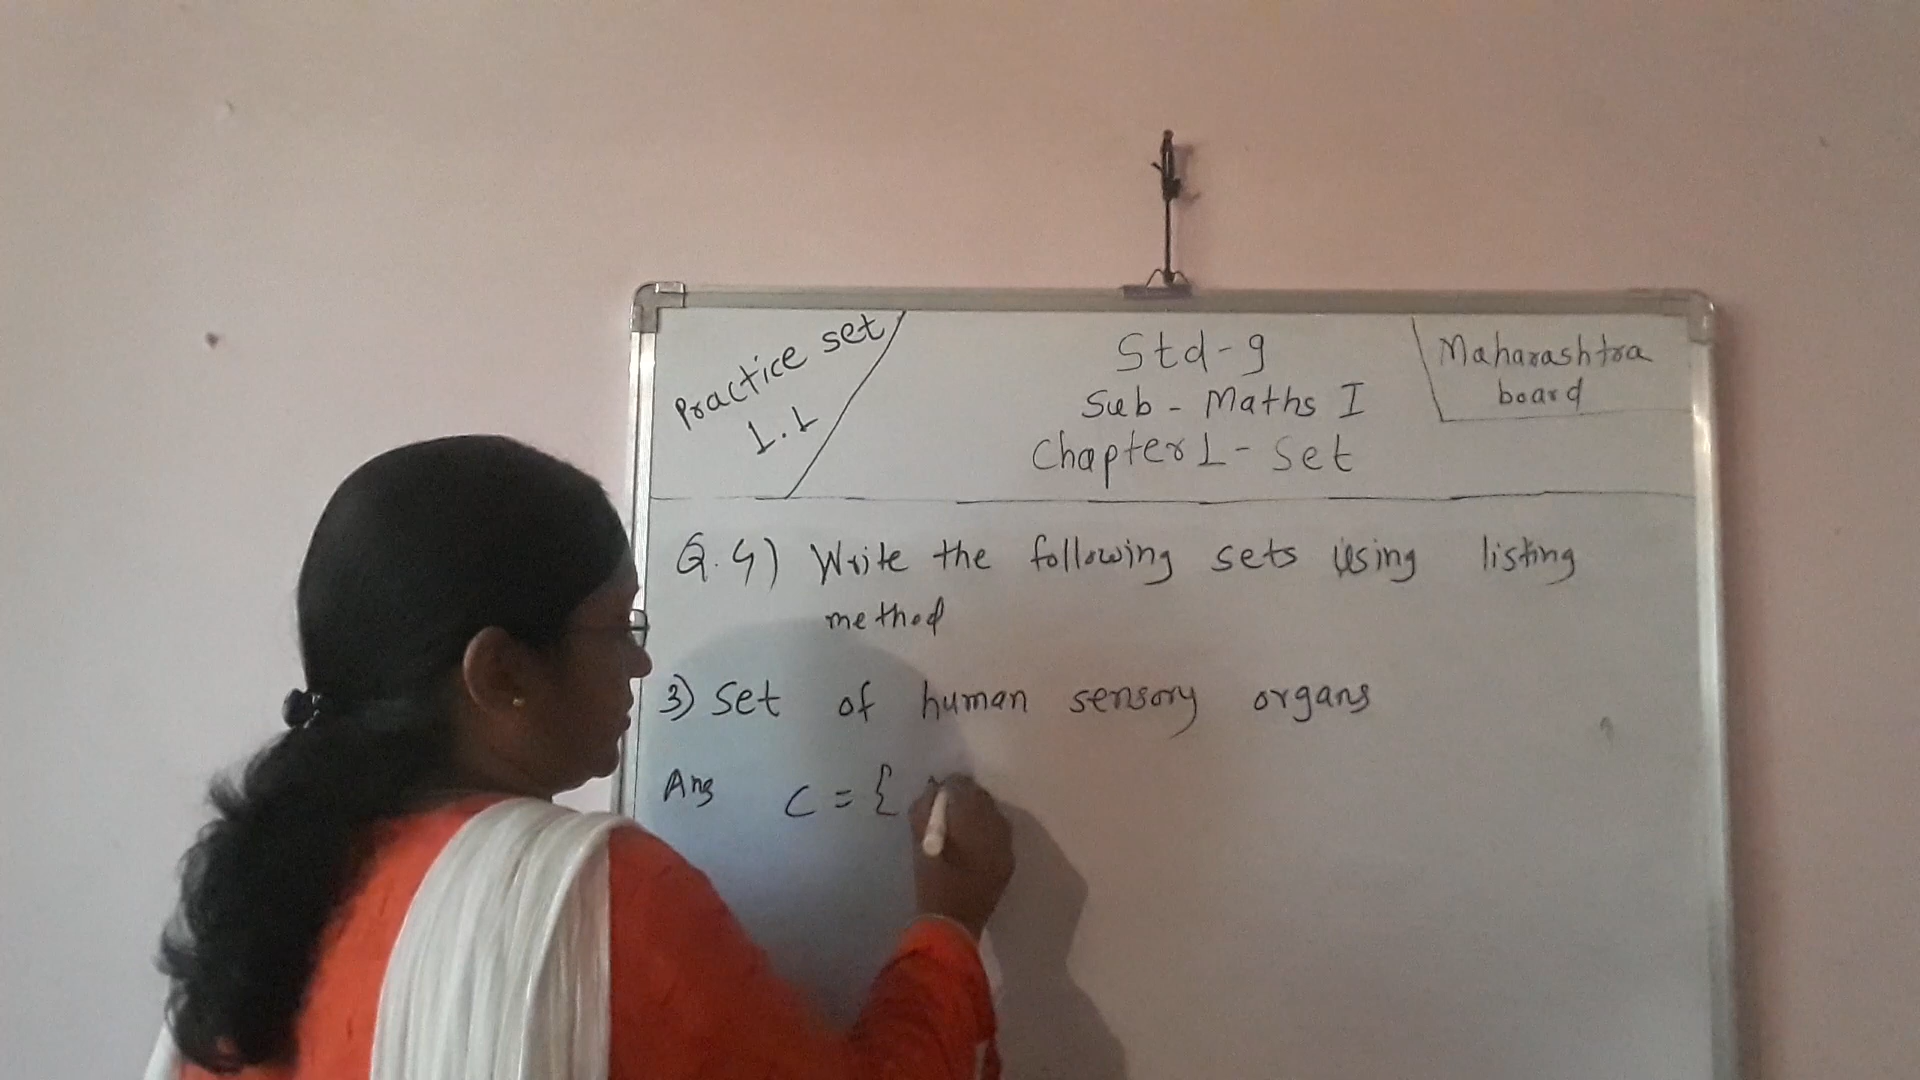 Practice set
1.1
Std-9
Sub - Maths I
Chapter 1 - Set
Maharashtra
board
Q.4) Write the following sets using listing
method
3) Set of human sensory organs
Ans C = {